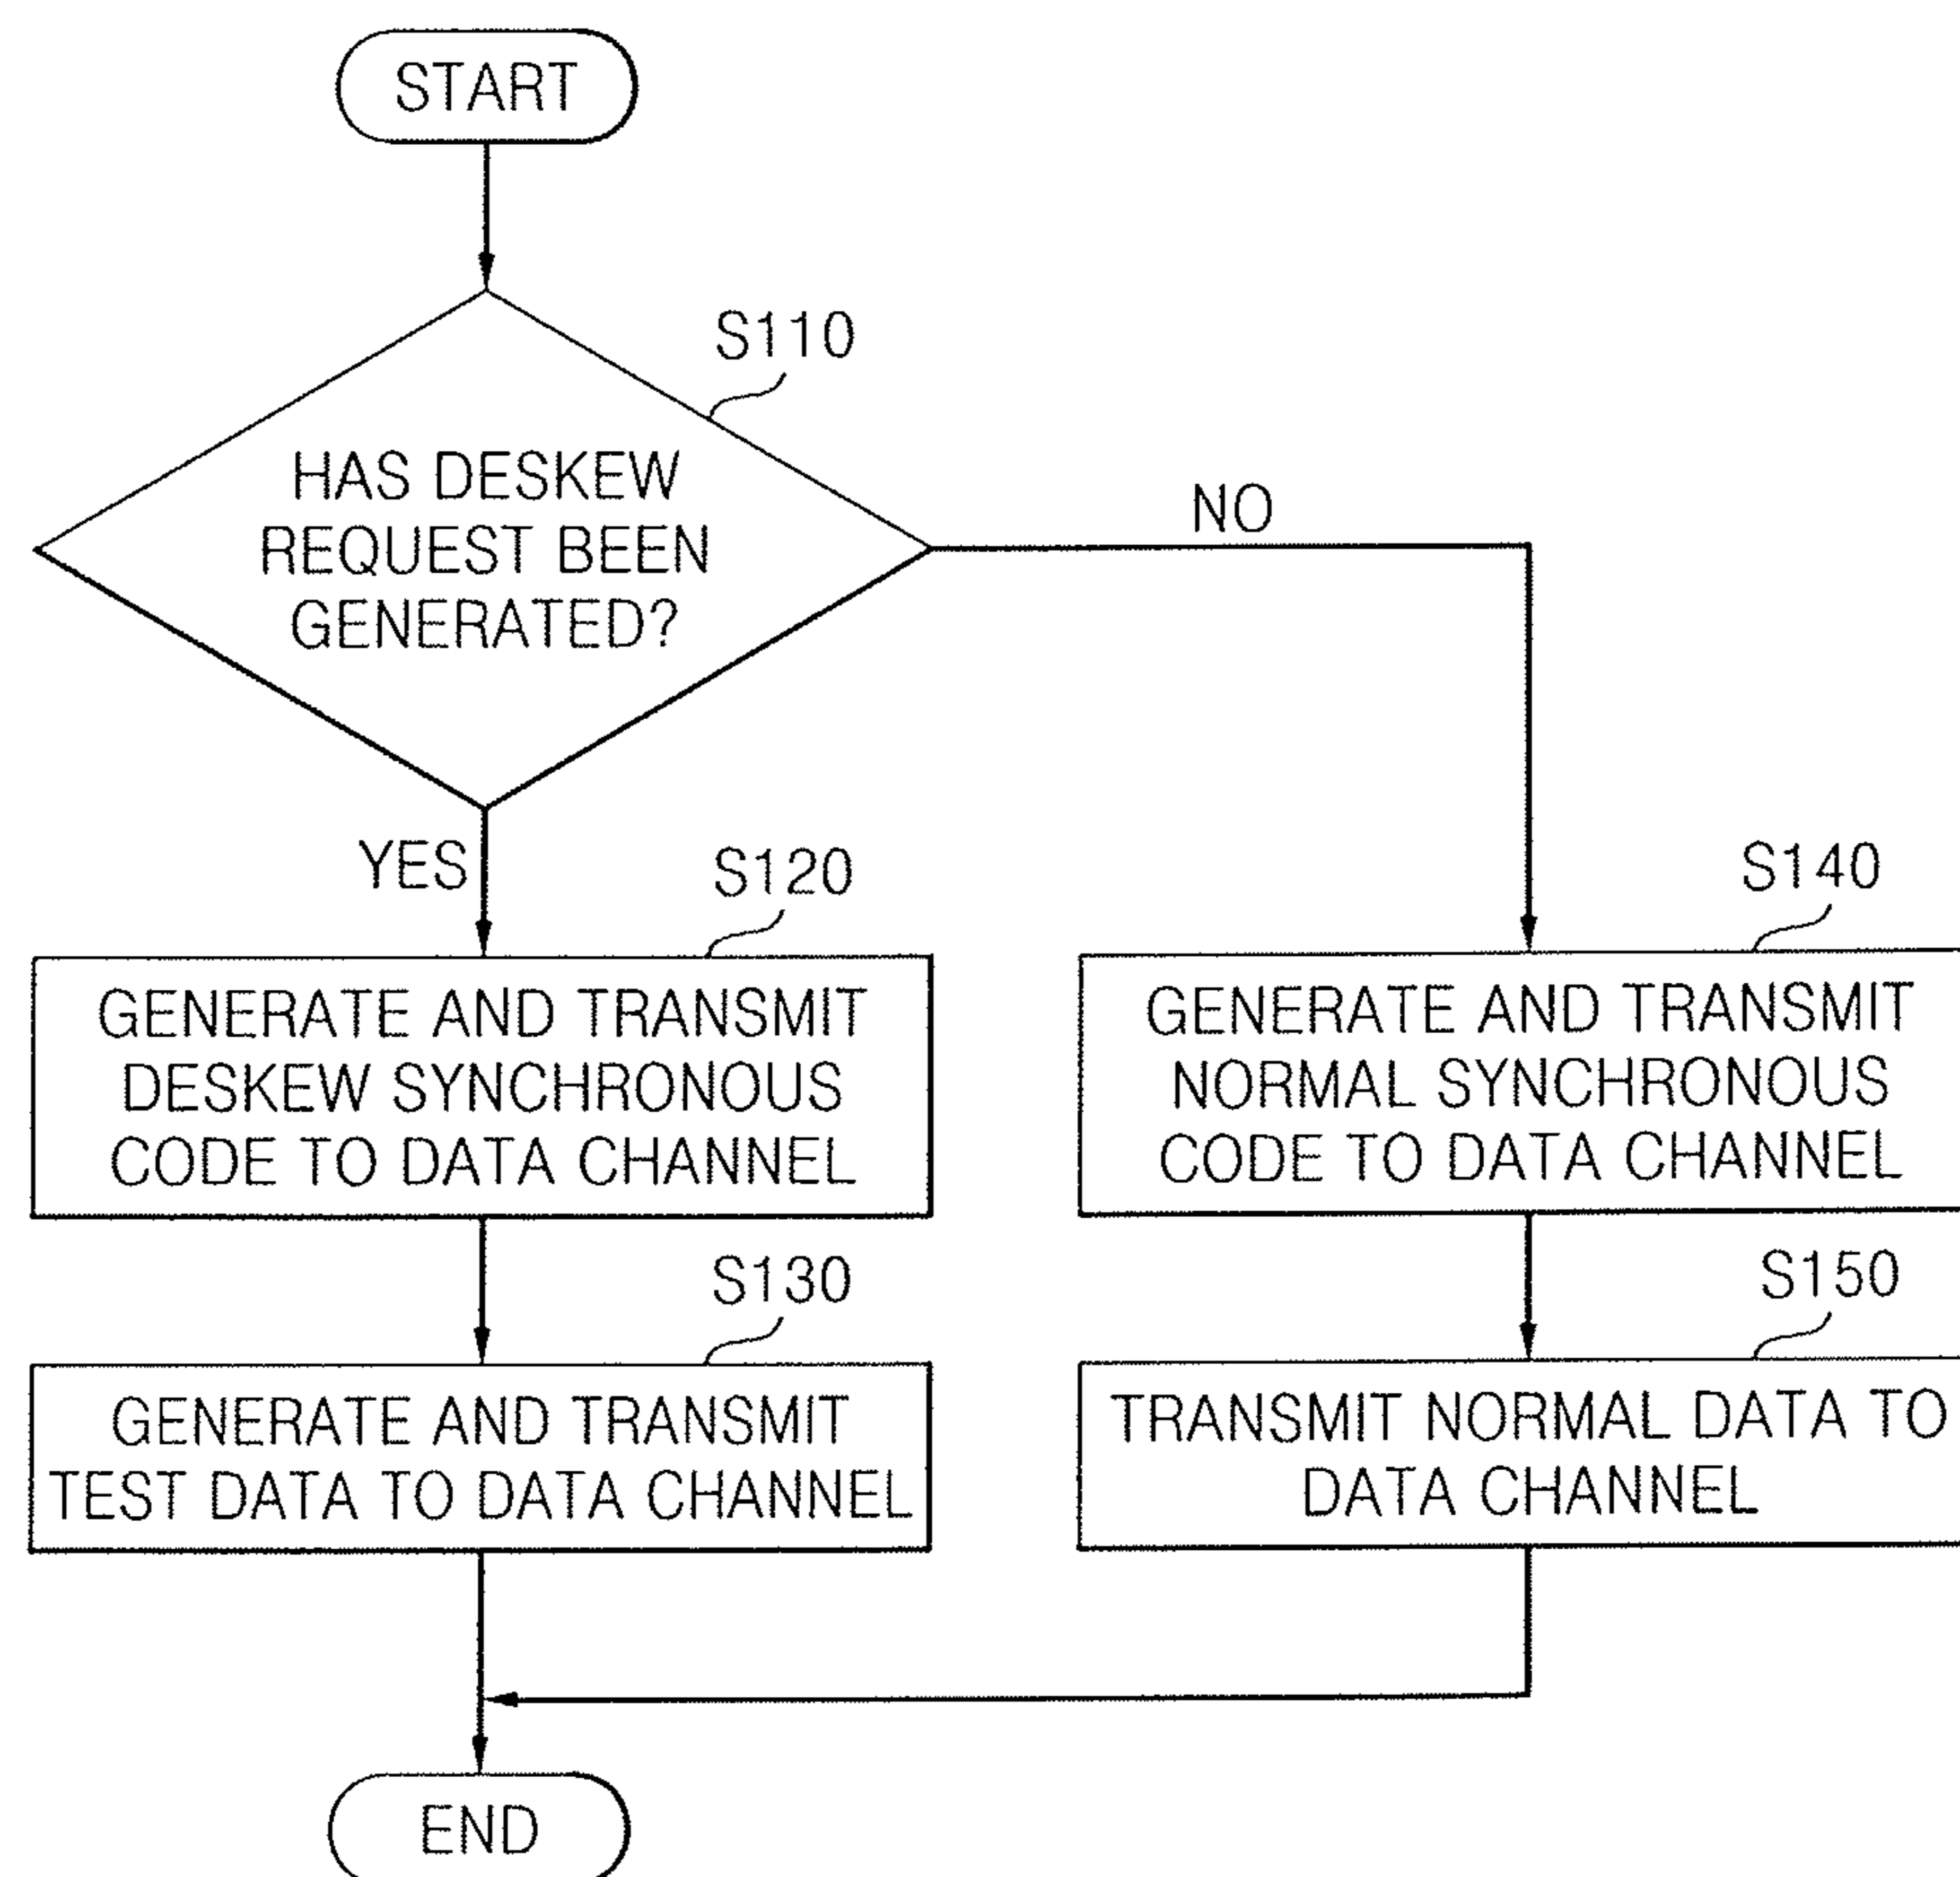 START
S110
HAS DESKEW
REQUEST BEEN
GENERATED?
NO
YES
S120
GENERATE AND TRANSMIT
DESKEW SYNCHRONOUS
CODE TO DATA CHANNEL
S140
GENERATE AND TRANSMIT
NORMAL SYNCHRONOUS
CODE TO DATA CHANNEL
S130
GENERATE AND TRANSMIT
TEST DATA TO DATA CHANNEL
S150
TRANSMIT NORMAL DATA TO
DATA CHANNEL
END